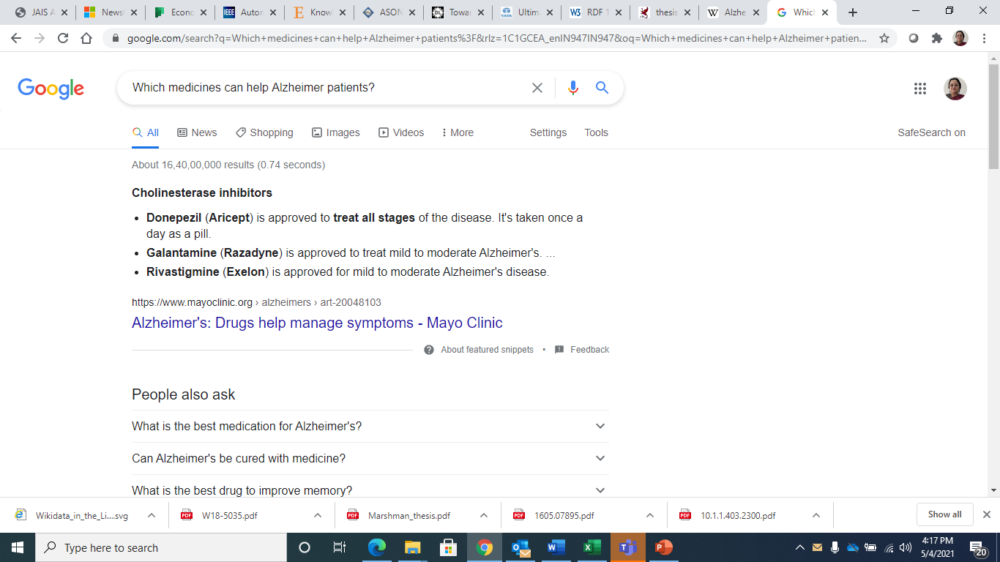 JAIS A
News
Econc
Auton
Know
ASON
Towar
Ultim
RDF 1
thesis
Alzhe
Which
google.com/search?q=Which+medicines+can+help+Alzheimer+patients%3F&rlz=1C1GCEA_enIN947IN947&oq=Which+medicines+can+help+Alzheimer+patien...
Google
Which medicines can help Alzheimer patients?
All News Shopping Images Videos More Settings Tools SafeSearch on
About 16,40,00,000 results (0.74 seconds)
Cholinesterase inhibitors
• Donepezil (Aricept) is approved to treat all stages of the disease. It's taken once a
day as a pill.
• Galantamine (Razadyne) is approved to treat mild to moderate Alzheimer's. ...
• Rivastigmine (Exelon) is approved for mild to moderate Alzheimer's disease.
https://www.mayoclinic.org › alzheimers › art-20048103
Alzheimer's: Drugs help manage symptoms - Mayo Clinic
About featured snippets • Feedback
People also ask
What is the best medication for Alzheimer's?
Can Alzheimer's be cured with medicine?
What is the best drug to improve memory?
Wikidata_in_the_Li....svg
W18-5035.pdf
Marshman_thesis.pdf
1605.07895.pdf
10.1.1.403.2300.pdf
Show all
Type here to search
4:17 PM
5/4/2021
20